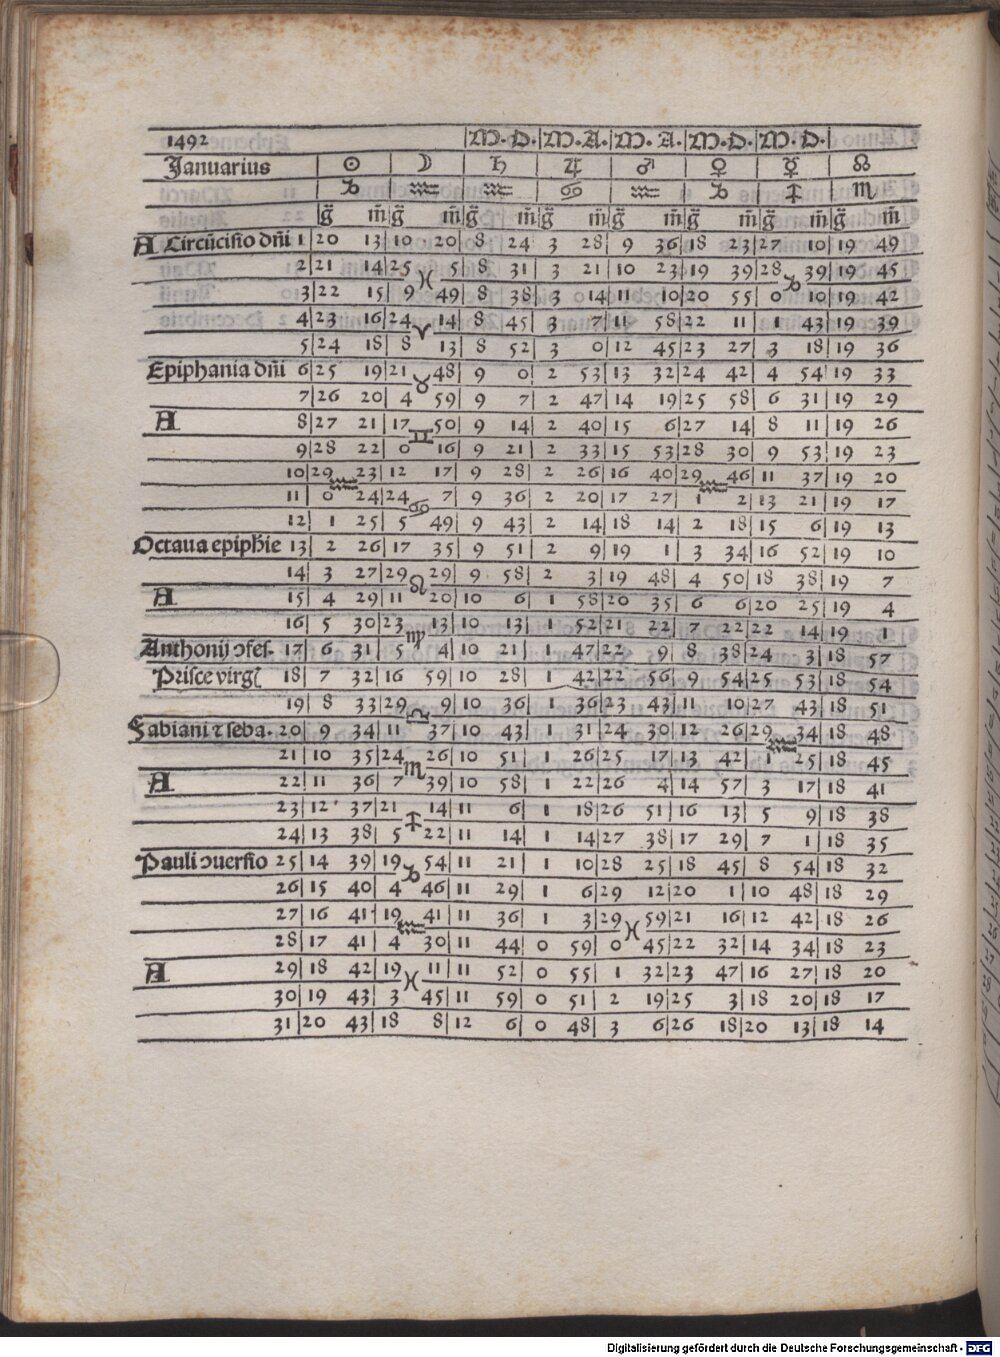 1492 M. D. M. A. M. A. M. D. M. D.
Januarius ☉ ☽ ♄ ♃ ♂ ♀ ☿ ☊
♑ ♒ ♒ ♋ ♒ ♑ ♐ ♏
g̃ m̃ g̃ m̃ g̃ m̃ g̃ m̃ g̃ m̃ g̃ m̃ g̃ m̃ g̃ m̃
A Circũcisio dñi 1 20 13 10 20 8 24 3 28 9 36 18 23 27 10 19 49
2 21 14 25 ♓ 5 8 31 3 21 10 23 19 39 28 ♑ 39 19 45
3 22 15 9 49 8 38 3 14 11 10 20 55 0 10 19 42
4 23 16 24 ♈ 14 8 45 3 7 11 58 22 11 1 43 19 39
5 24 18 8 13 8 52 3 0 12 45 23 27 3 18 19 36
Epiphania dñi 6 25 19 21 ♉ 48 9 0 2 53 13 32 24 42 4 54 19 33
7 26 20 4 59 9 7 2 47 14 19 25 58 6 31 19 29
A 8 27 21 17 ♊ 50 9 14 2 40 15 6 27 14 8 11 19 26
9 28 22 0 16 9 21 2 33 15 53 28 30 9 53 19 23
10 29 ♒ 23 12 17 9 28 2 26 16 40 29 ♒ 46 11 37 19 20
11 0 24 24 ♋ 7 9 36 2 20 17 27 1 2 13 21 19 17
12 1 25 5 49 9 43 2 14 18 14 2 18 15 6 19 13
Octaua epiph̃ie 13 2 26 17 35 9 51 2 9 19 1 3 34 16 52 19 10
14 3 27 29 ♌ 29 9 58 2 3 19 48 4 50 18 38 19 7
A 15 4 29 11 20 10 6 1 58 20 35 6 6 20 25 19 4
16 5 30 23 ♍ 13 10 13 1 52 21 22 7 22 22 14 19 1
Anthonij ↄfes. 17 6 31 5 4 10 21 1 47 22 9 8 38 24 3 18 57
Prisce virgĩ 18 7 32 16 59 10 28 1 42 22 56 9 54 25 53 18 54
19 8 33 29 ♎ 9 10 36 1 36 23 43 11 10 27 43 18 51
Fabiani ⁊ seba. 20 9 34 11 37 10 43 1 31 24 30 12 26 29 ♒ 34 18 48
21 10 35 24 ♏ 26 10 51 1 26 25 17 13 42 1 25 18 45
A 22 11 36 7 39 10 58 1 22 26 4 14 57 3 17 18 41
23 12 37 21 ♐ 14 11 6 1 18 26 51 16 13 5 9 18 38
24 13 38 5 22 11 14 1 14 27 38 17 29 7 1 18 35
Pauli ↄuersio 25 14 39 19 ♑ 54 11 21 1 10 28 25 18 45 8 54 18 32
26 15 40 4 46 11 29 1 6 29 12 20 1 10 48 18 29
27 16 41 19 ♒ 41 11 36 1 3 29 ♓ 59 21 16 12 42 18 26
28 17 41 4 30 11 44 0 59 0 45 22 32 14 34 18 23
A 29 18 42 19 ♓ 11 11 52 0 55 1 32 23 47 16 27 18 20
30 19 43 3 45 11 59 0 51 2 19 25 3 18 20 18 17
31 20 43 18 8 12 6 0 48 3 6 26 18 20 13 18 14
Digitalisierung gefördert durch die Deutsche Forschungsgemeinschaft - DFG